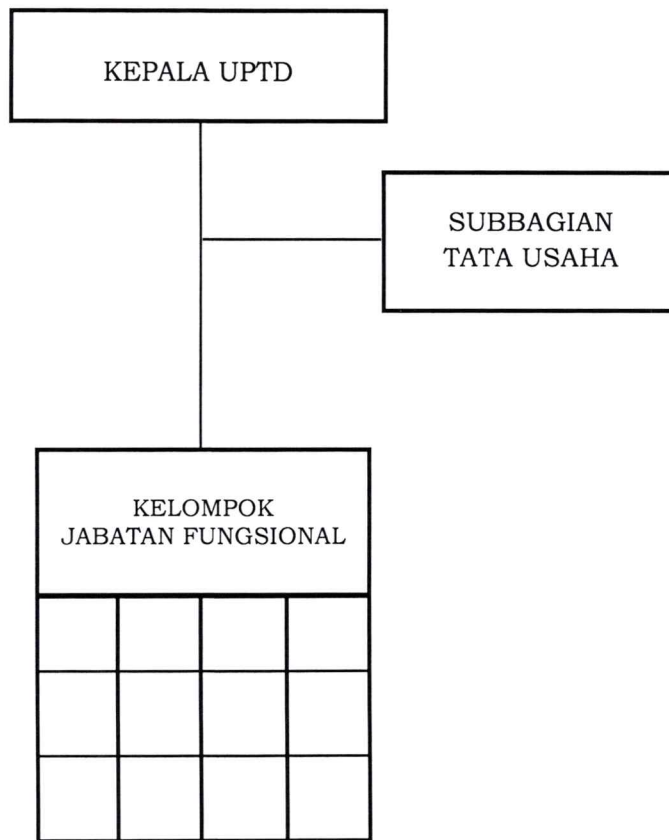 KEPALA UPTD
SUBBAGIAN
TATA USAHA
KELOMPOK
JABATAN FUNGSIONAL